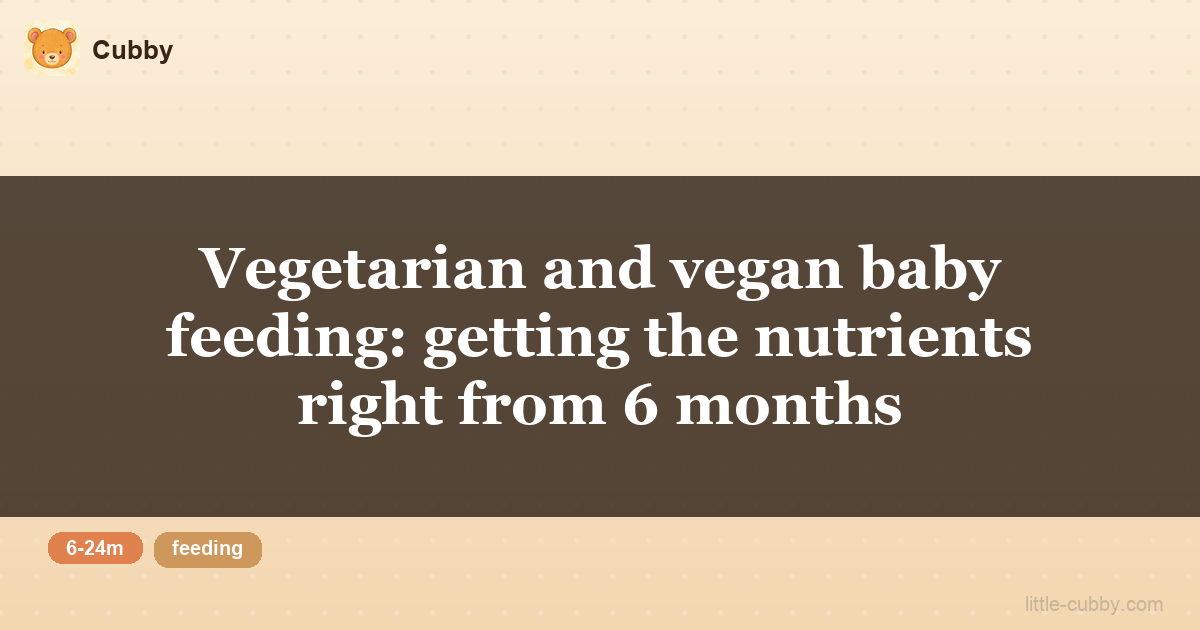 Cubby
Vegetarian and vegan baby
feeding: getting the nutrients
right from 6 months
6-24m
feeding
little-cubby.com